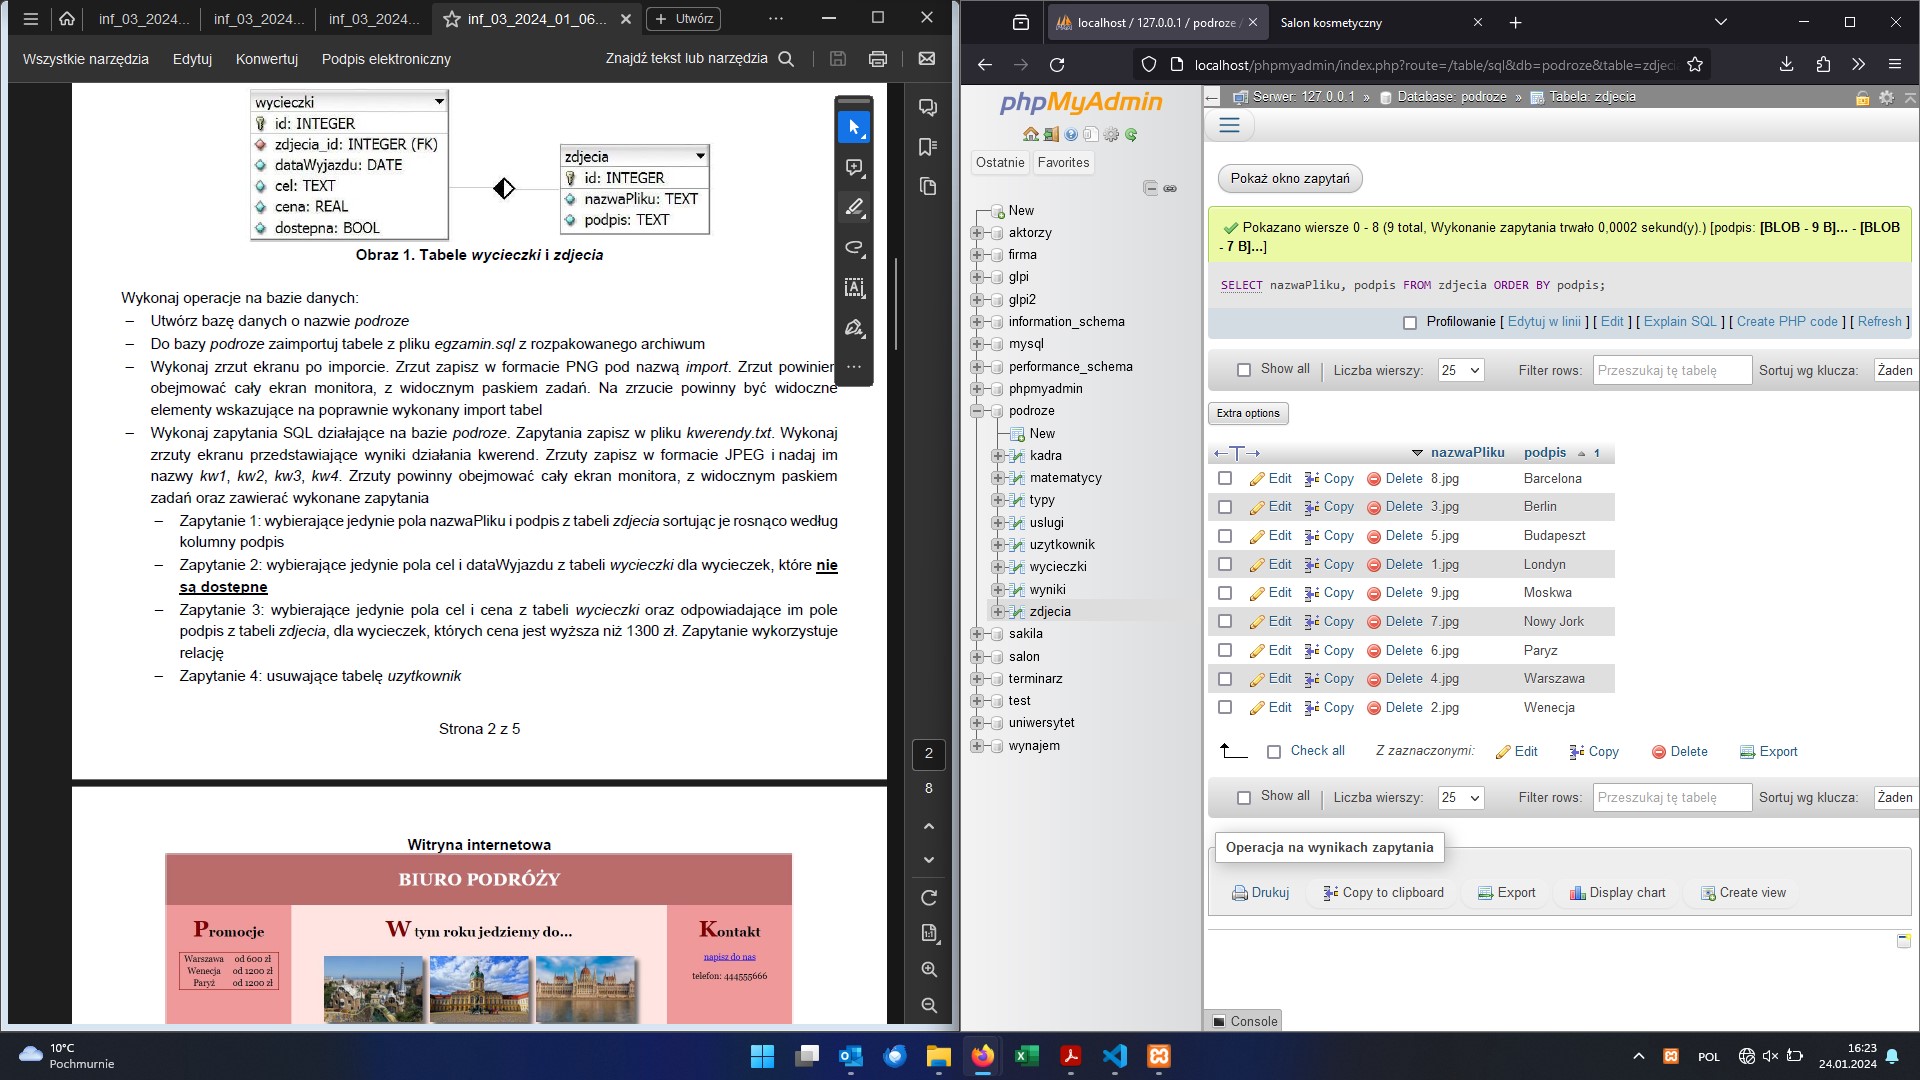 inf_03_2024...
inf_03_2024...
inf_03_2024...
inf_03_2024_01_06...
Utwórz
Wszystkie narzędzia
Edytuj
Konwertuj
Podpis elektroniczny
Znajdź tekst lub narzędzia
wycieczki
id: INTEGER
zdjecia_id: INTEGER (FK)
dataWyjazdu: DATE
cel: TEXT
cena: REAL
dostepna: BOOL
zdjecia
id: INTEGER
nazwaPliku: TEXT
podpis: TEXT
Obraz 1. Tabele wycieczki i zdjecia
Wykonaj operacje na bazie danych:
– Utwórz bazę danych o nazwie podroze
– Do bazy podroze zaimportuj tabele z pliku egzamin.sql z rozpakowanego archiwum
– Wykonaj zrzut ekranu po imporcie. Zrzut zapisz w formacie PNG pod nazwą import. Zrzut powinien
obejmować cały ekran monitora, z widocznym paskiem zadań. Na zrzucie powinny być widoczne
elementy wskazujące na poprawnie wykonany import tabel
– Wykonaj zapytania SQL działające na bazie podroze. Zapytania zapisz w pliku kwerendy.txt. Wykonaj
zrzuty ekranu przedstawiające wyniki działania kwerend. Zrzuty zapisz w formacie JPEG i nadaj im
nazwy kw1, kw2, kw3, kw4. Zrzuty powinny obejmować cały ekran monitora, z widocznym paskiem
zadań oraz zawierać wykonane zapytania
– Zapytanie 1: wybierające jedynie pola nazwaPliku i podpis z tabeli zdjecia sortując je rosnąco według
kolumny podpis
– Zapytanie 2: wybierające jedynie pola cel i dataWyjazdu z tabeli wycieczki dla wycieczek, które nie
są dostępne
– Zapytanie 3: wybierające jedynie pola cel i cena z tabeli wycieczki oraz odpowiadające im pole
podpis z tabeli zdjecia, dla wycieczek, których cena jest wyższa niż 1300 zł. Zapytanie wykorzystuje
relację
– Zapytanie 4: usuwające tabelę uzytkownik
Strona 2 z 5
2
8
Witryna internetowa
BIURO PODRÓŻY
Promocje
Warszawa od 600 zł
Wenecja od 1200 zł
Paryż od 1200 zł
W tym roku jedziemy do...
Kontakt
napisz do nas
telefon: 444555666
localhost / 127.0.0.1 / podroze /
Salon kosmetyczny
localhost/phpmyadmin/index.php?route=/table/sql&db=podroze&table=zdjeci
phpMyAdmin
Ostatnie
Favorites
New
aktorzy
firma
glpi
glpi2
information_schema
mysql
performance_schema
phpmyadmin
podroze
New
kadra
matematycy
typy
uslugi
uzytkownik
wycieczki
wyniki
zdjecia
sakila
salon
terminarz
test
uniwersytet
wynajem
Serwer: 127.0.0.1 » Database: podroze » Tabela: zdjecia
Pokaż okno zapytań
Pokazano wiersze 0 - 8 (9 total, Wykonanie zapytania trwało 0,0002 sekund(y).) [podpis: [BLOB - 9 B]... - [BLOB
- 7 B]...]
SELECT nazwaPliku, podpis FROM zdjecia ORDER BY podpis;
Profilowanie [ Edytuj w linii ] [ Edit ] [ Explain SQL ] [ Create PHP code ] [ Refresh ]
Show all
Liczba wierszy: 25
Filter rows: Przeszukaj tę tabelę
Sortuj wg klucza: Żaden
Extra options
nazwaPliku podpis 1
Edit Copy Delete 8.jpg Barcelona
Edit Copy Delete 3.jpg Berlin
Edit Copy Delete 5.jpg Budapeszt
Edit Copy Delete 1.jpg Londyn
Edit Copy Delete 9.jpg Moskwa
Edit Copy Delete 7.jpg Nowy Jork
Edit Copy Delete 6.jpg Paryz
Edit Copy Delete 4.jpg Warszawa
Edit Copy Delete 2.jpg Wenecja
Check all Z zaznaczonymi: Edit Copy Delete Export
Show all
Liczba wierszy: 25
Filter rows: Przeszukaj tę tabelę
Sortuj wg klucza: Żaden
Operacja na wynikach zapytania
Drukuj Copy to clipboard Export Display chart Create view
Console
10°C
Pochmurnie
POL
16:23
24.01.2024